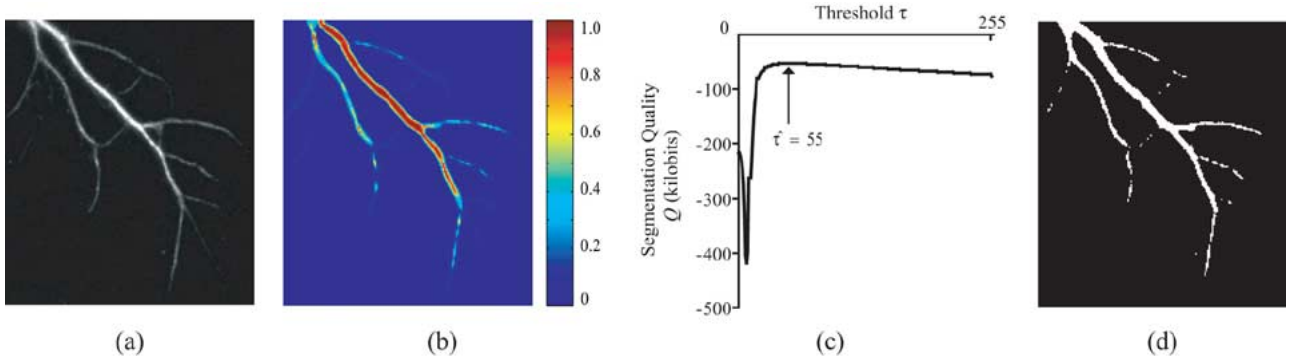 1.0
0.8
0.6
0.4
0.2
0
Threshold τ
0
255
-100
-200
-300
-400
-500
Segmentation Quality
Q (kilobits)
τ̂ = 55
(a)
(b)
(c)
(d)